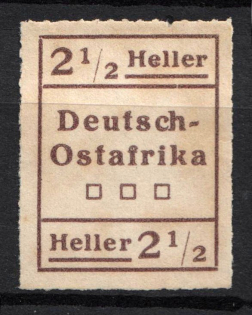 2 1/2 Heller
Deutsch-
Ostafrika
Heller 2 1/2